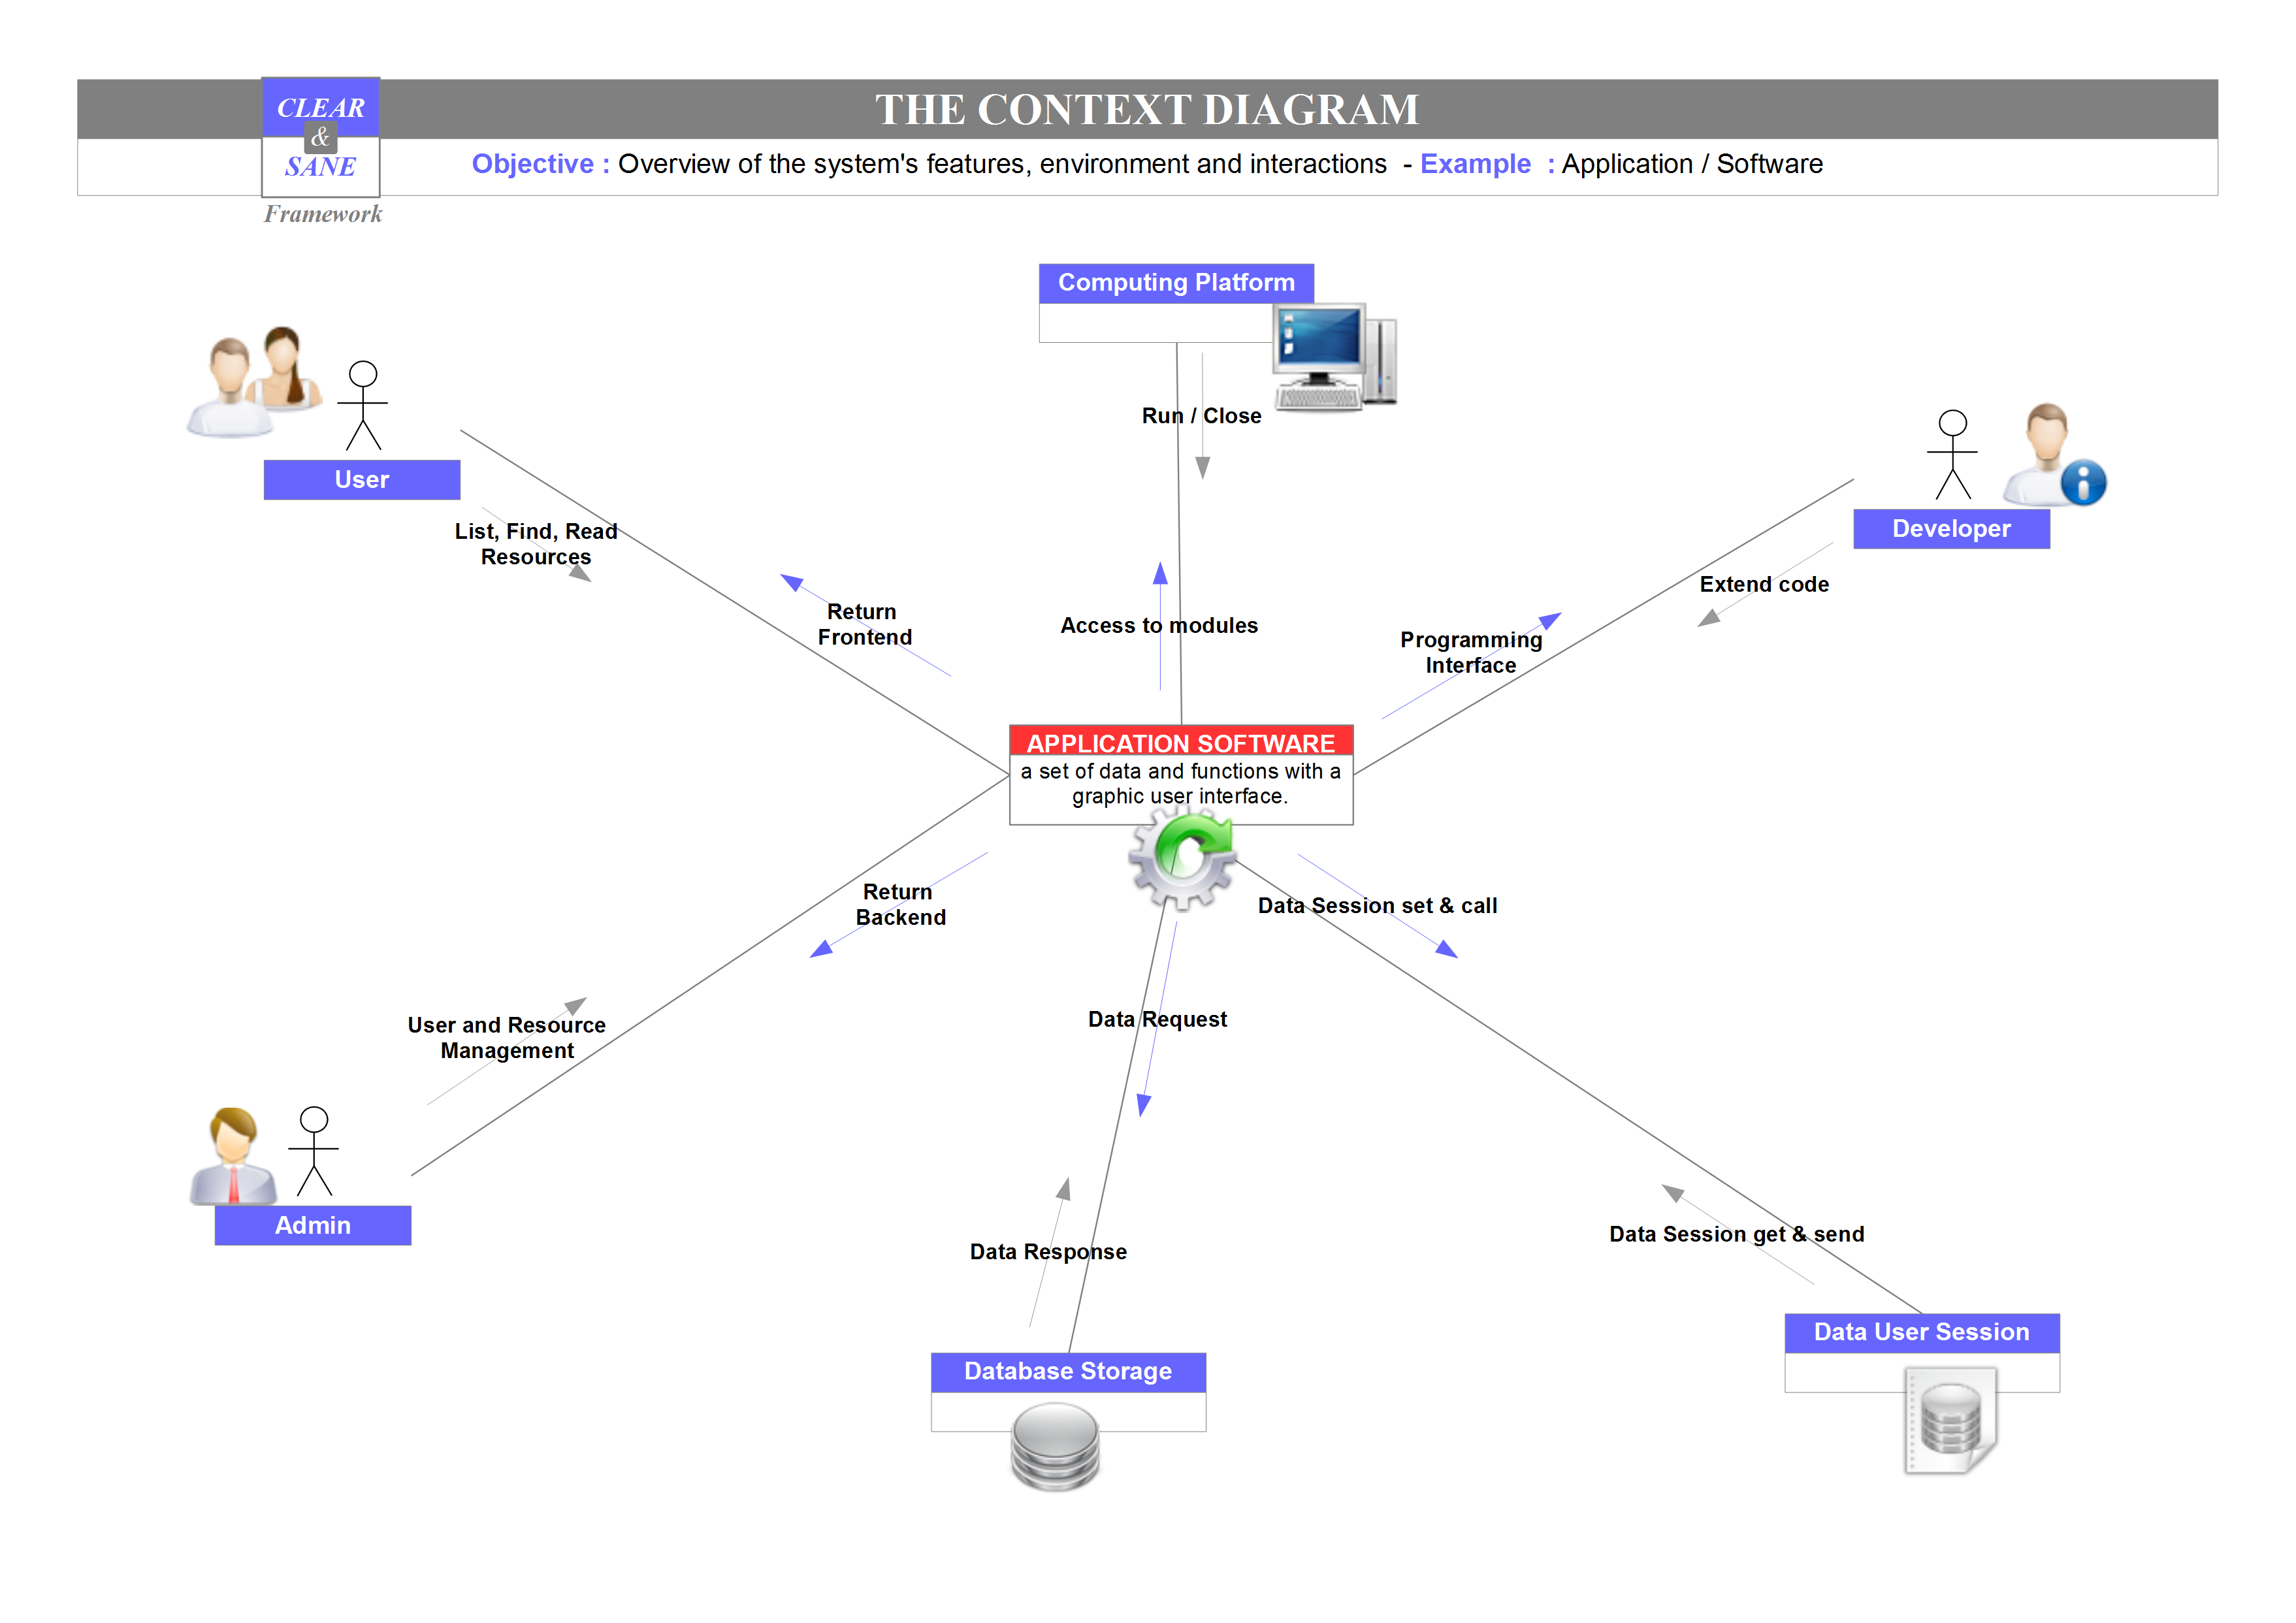 CLEAR
&
SANE
Framework
THE CONTEXT DIAGRAM
Objective : Overview of the system's features, environment and interactions - Example : Application / Software
Computing Platform
Run / Close
User
List, Find, Read
Resources
Developer
Extend code
Return
Frontend
Access to modules
Programming
Interface
APPLICATION SOFTWARE
a set of data and functions with a
graphic user interface.
Return
Backend
Data Session set & call
Data Request
User and Resource
Management
Admin
Data Response
Data Session get & send
Database Storage
Data User Session